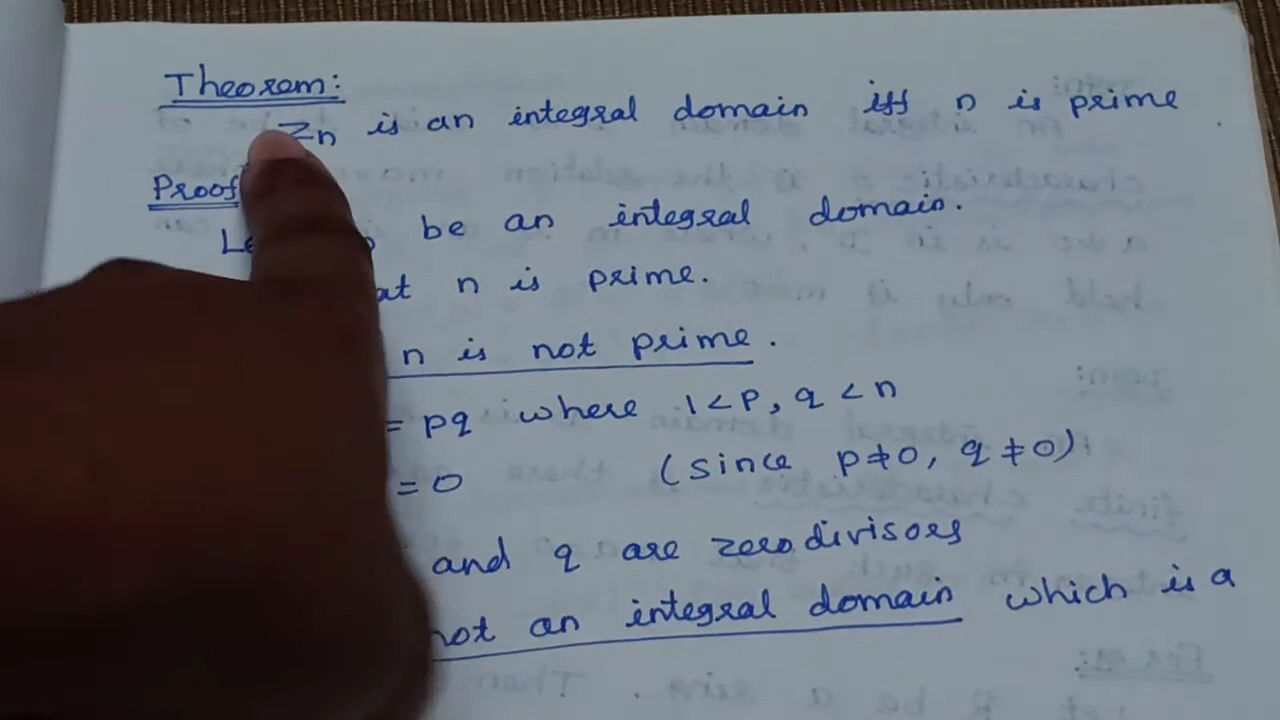 Theorem:
Zn is an integral domain iff n is prime
Proof
be an integral domain.
n is prime.
n is not prime.
= pq where 1<p, q<n
= 0 (since p≠0, q≠0)
and q are zero divisors
not an integral domain which is a